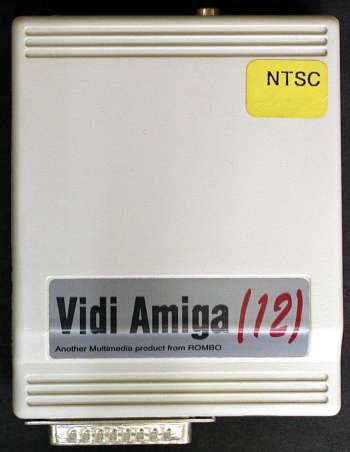 NTSC
Vidi Amiga (12)
Another Multimedia product from ROMBO